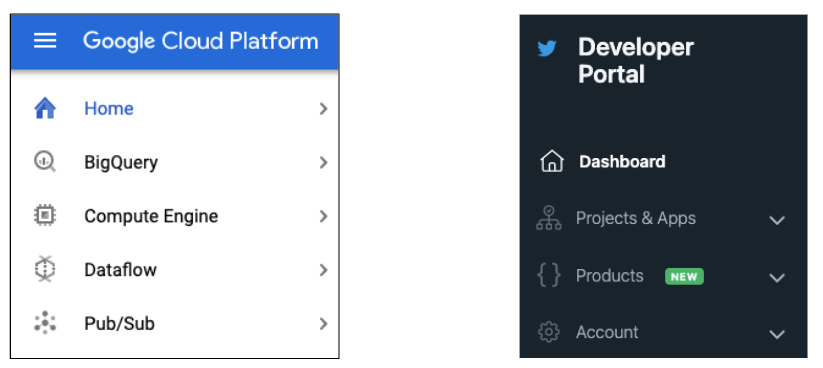 Google Cloud Platform
Home
BigQuery
Compute Engine
Dataflow
Pub/Sub
Developer
Portal
Dashboard
Projects & Apps
Products NEW
Account